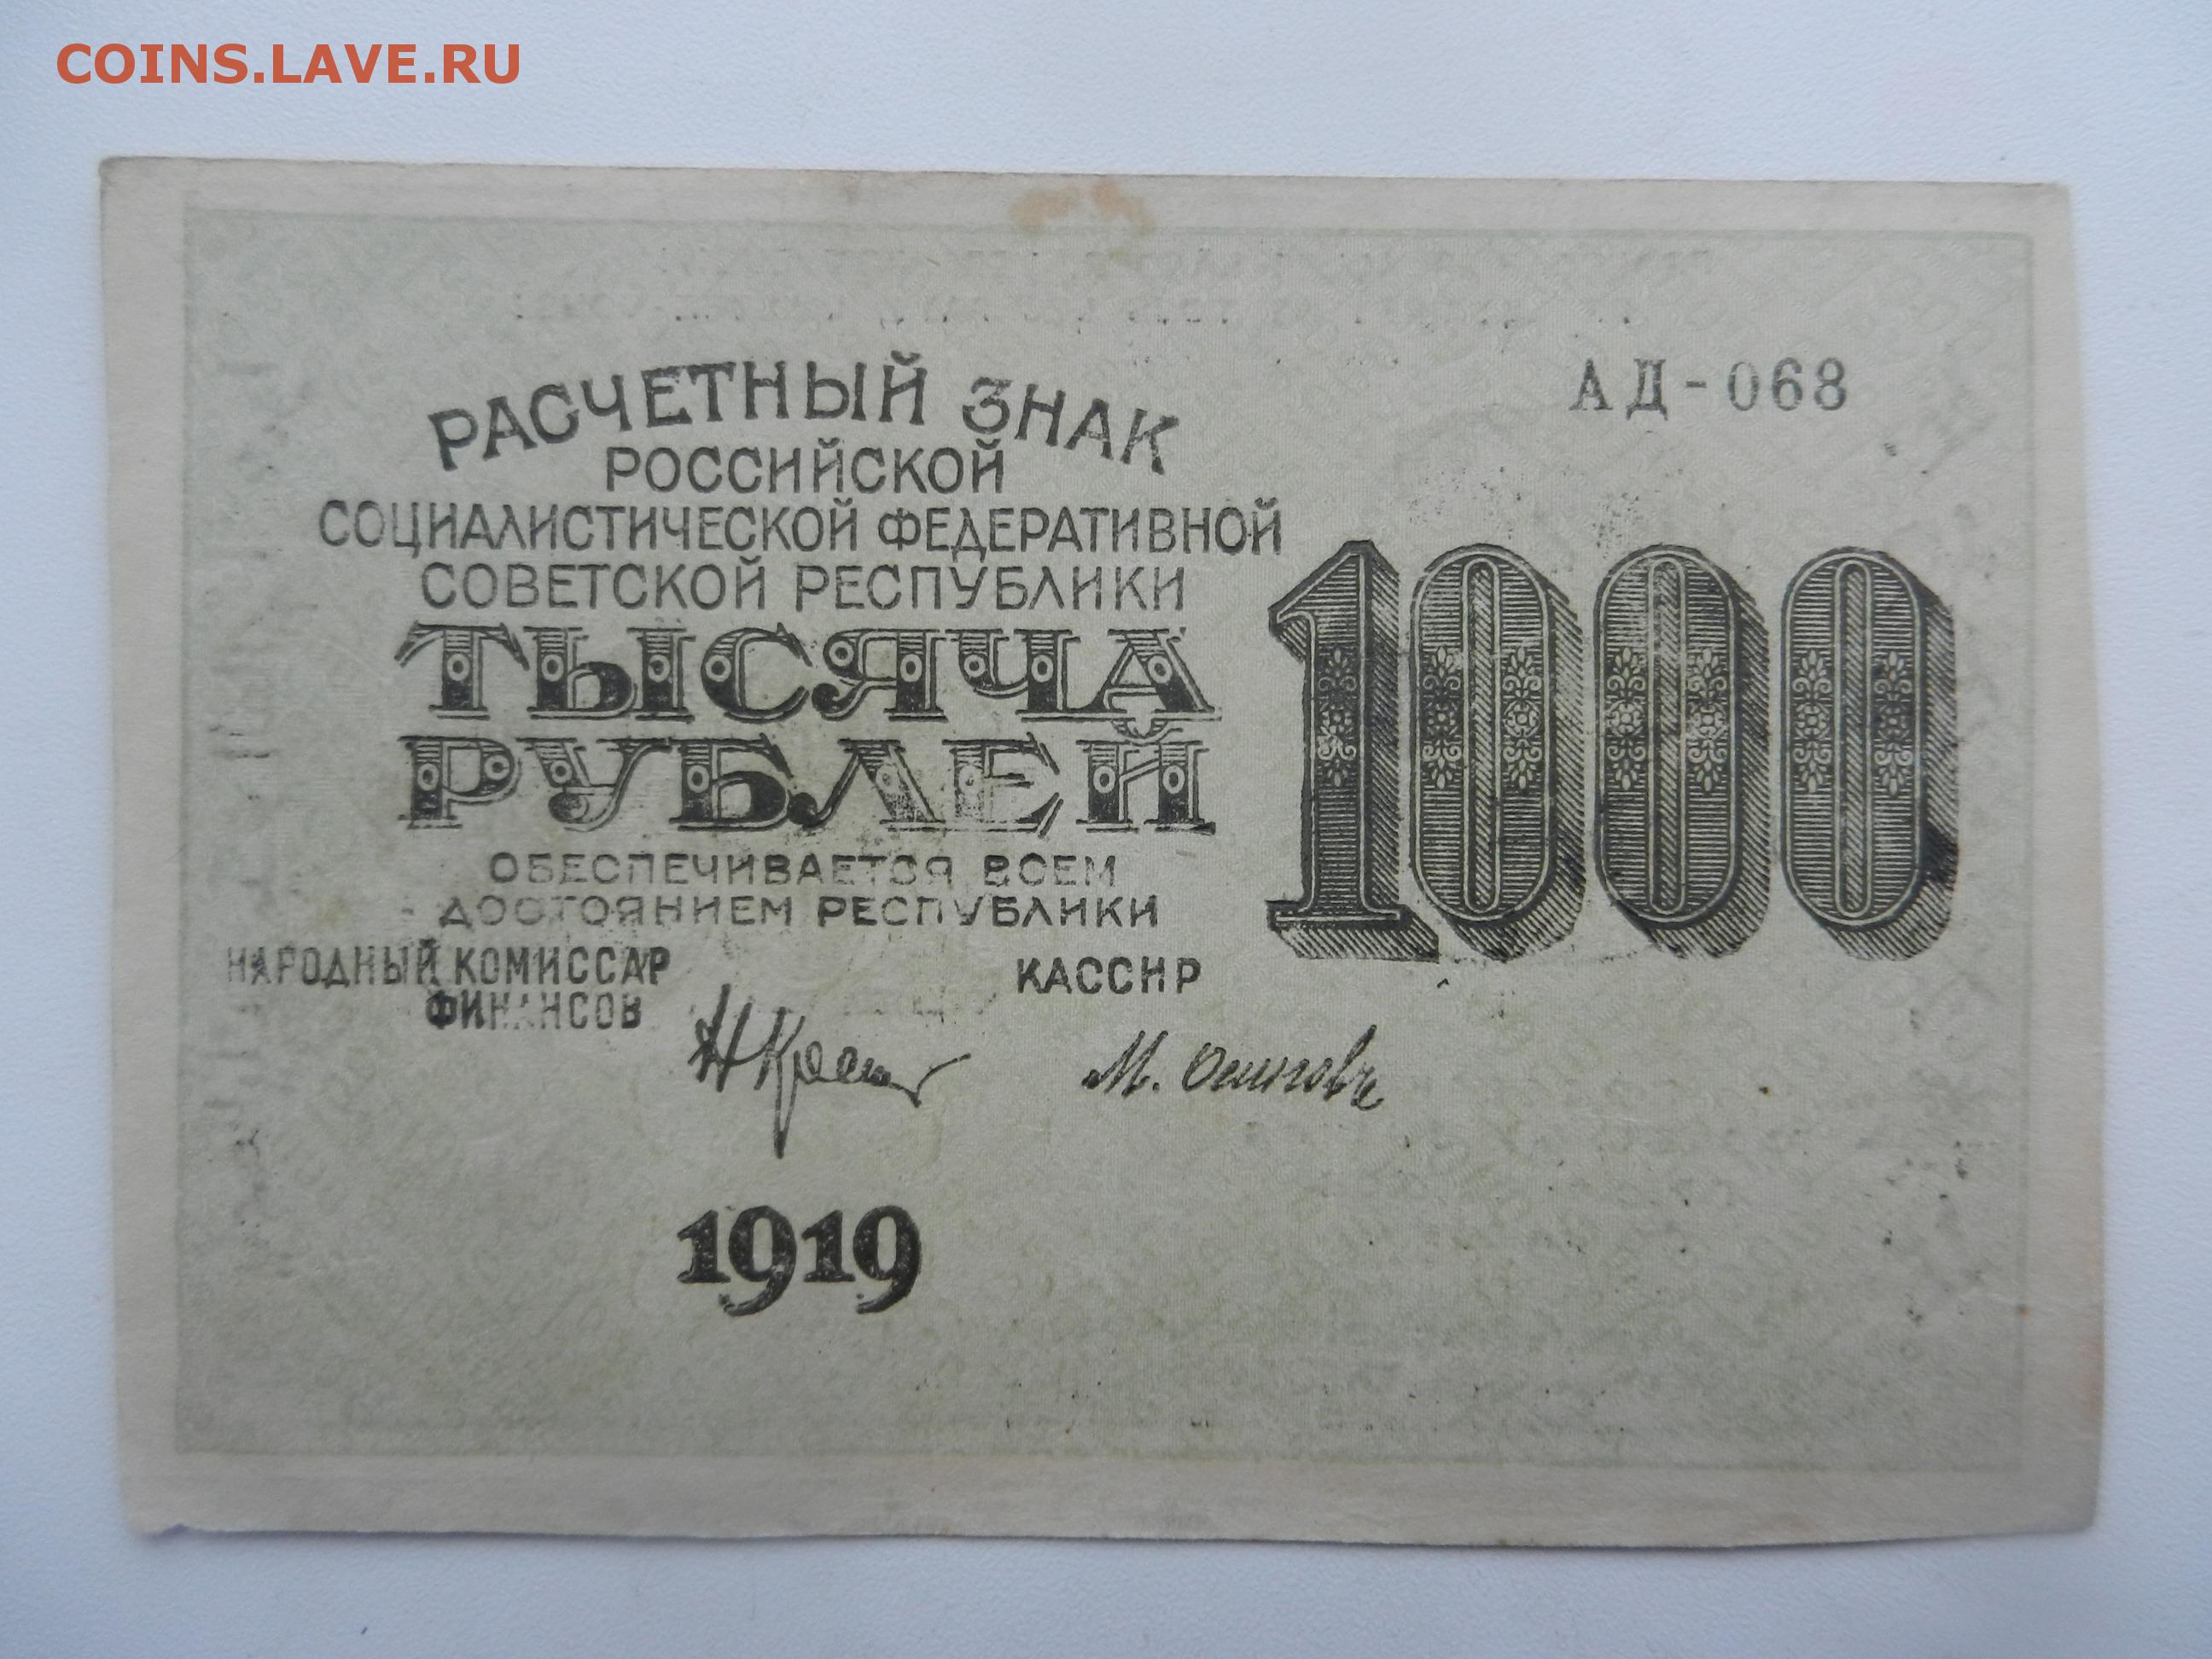 COINS.LAVE.RU
АД-068
РАСЧЕТНЫЙ ЗНАК
РОССИЙСКОЙ
СОЦИАЛИСТИЧЕСКОЙ ФЕДЕРАТИВНОЙ
СОВЕТСКОЙ РЕСПУБЛИКИ
ТЫСЯЧА
РУБЛЕЙ
1000
ОБЕСПЕЧИВАЕТСЯ ВСЕМ
ДОСТОЯНИЕМ РЕСПУБЛИКИ
НАРОДНЫЙ КОМИССАР
ФИНАНСОВ
КАССИР
М. Осиповъ
1919